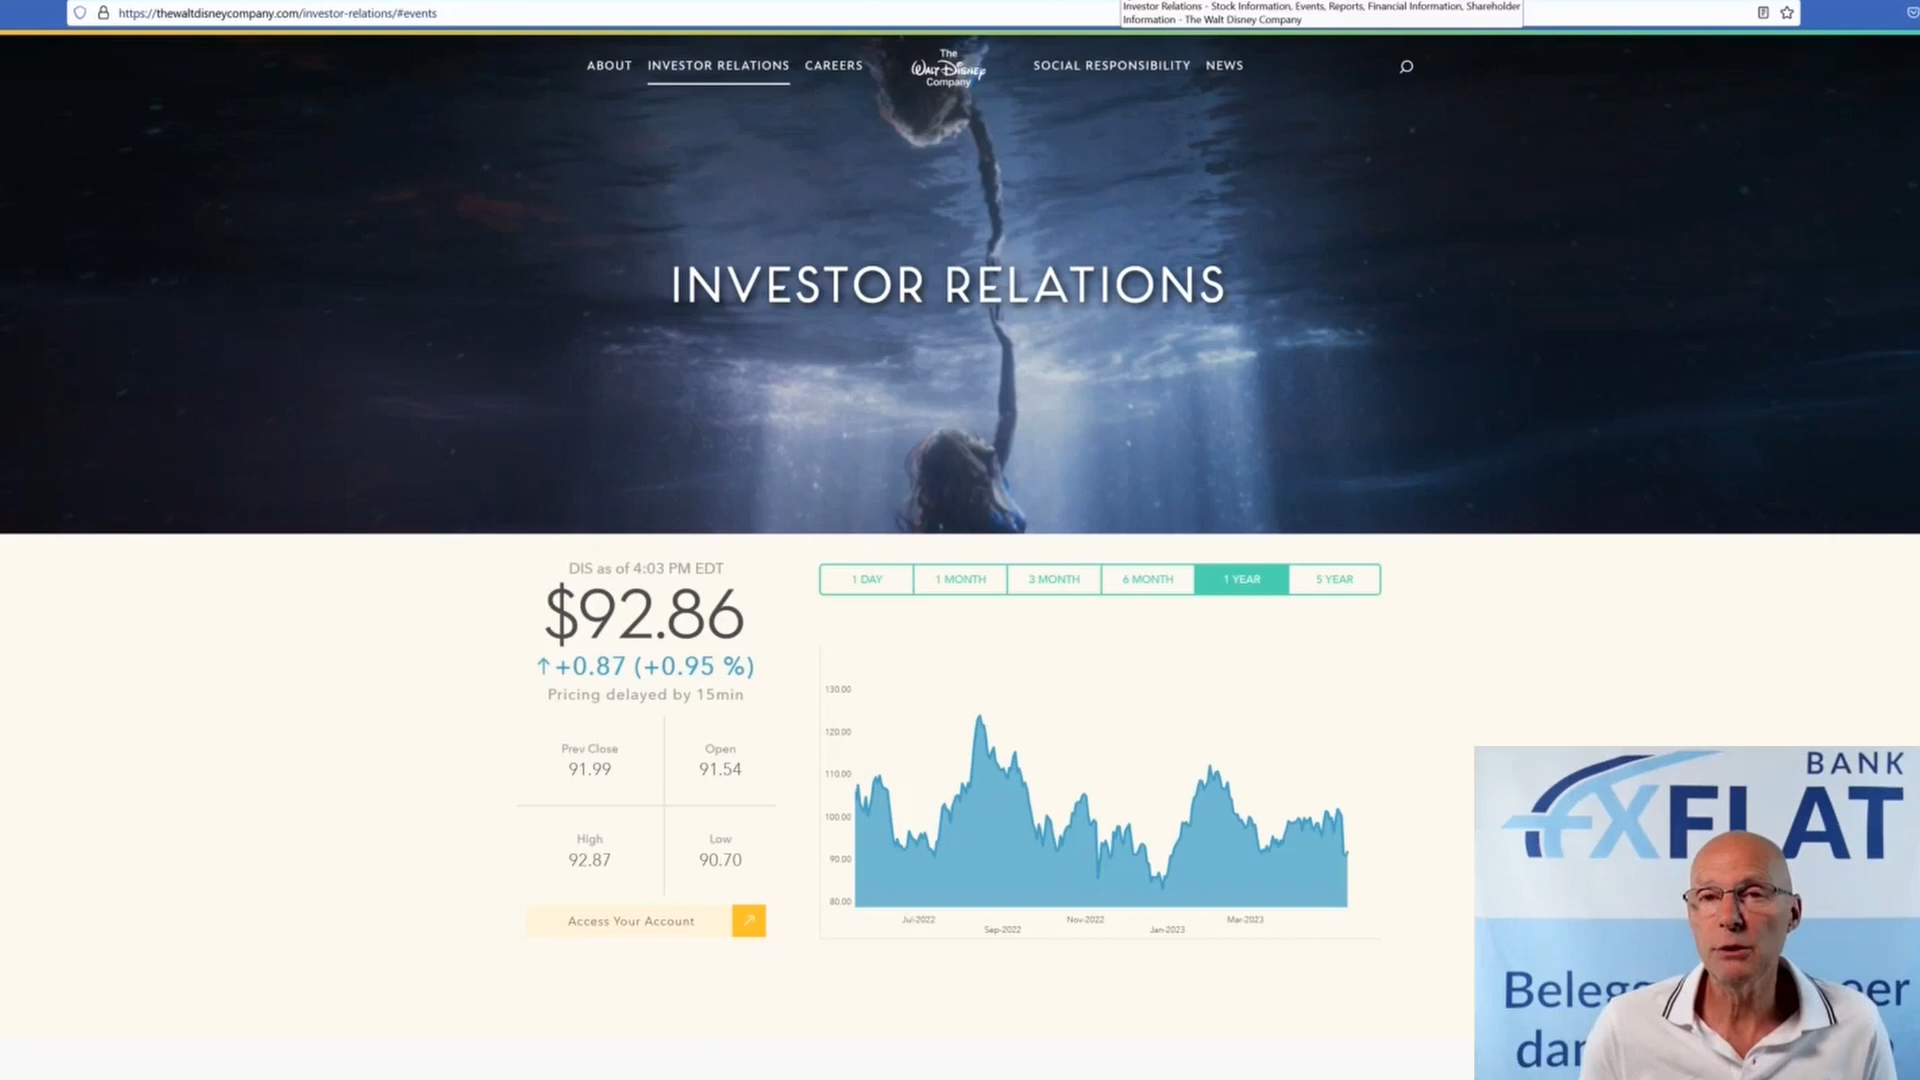 https://thewaltdisneycompany.com/investor-relations/#events
Investor Relations - Stock Information, Events, Reports, Financial Information, Shareholder
Information - The Walt Disney Company
ABOUT
INVESTOR RELATIONS
CAREERS
The
Walt Disney
Company
SOCIAL RESPONSIBILITY
NEWS
INVESTOR RELATIONS
DIS as of 4:03 PM EDT
$92.86
↑+0.87 (+0.95 %)
Pricing delayed by 15min
Prev Close
91.99
Open
91.54
High
92.87
Low
90.70
Access Your Account
1 DAY
1 MONTH
3 MONTH
6 MONTH
1 YEAR
5 YEAR
130.00
120.00
110.00
100.00
90.00
80.00
Jul-2022
Sep-2022
Nov-2022
Jan-2023
Mar-2023
BANK
FXFLAT